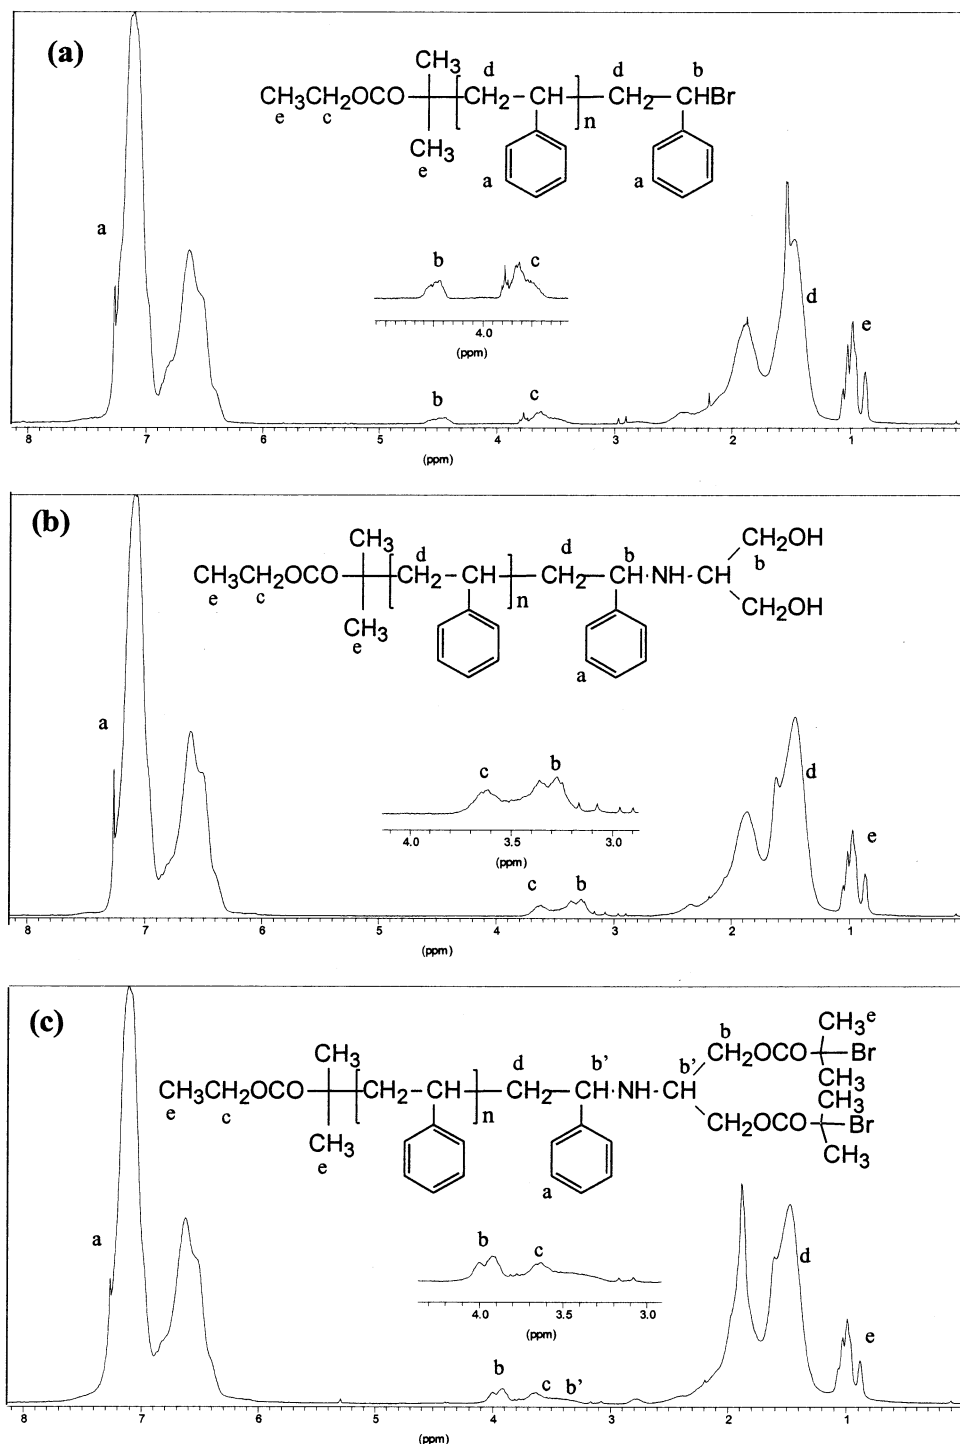 (a)
CH3
d
d
b
CH3CH2OCO
CH2
CH
CH2
CHBr
e
c
n
CH3
e
a
a
a
b
c
4.0
(ppm)
d
e
b
c
8
7
6
5
4
3
2
1
(ppm)
(b)
CH3
d
d
b
CH2OH
b
CH3CH2OCO
CH2
CH
CH2
CH
NH
CH
e
c
n
CH2OH
CH3
e
a
a
c
b
4.0
3.5
3.0
(ppm)
d
e
c
b
8
7
6
5
4
3
2
1
(ppm)
(c)
CH3e
b
CH2OCO
Br
CH3
d
b'
b'
CH3
CH3
CH3CH2OCO
CH2
CH
CH2
CH
NH
CH
e
c
n
CH2OCO
Br
CH3
CH3
e
a
a
b
c
4.0
3.5
3.0
(ppm)
d
e
b
c
b'
8
7
6
5
4
3
2
1
(ppm)